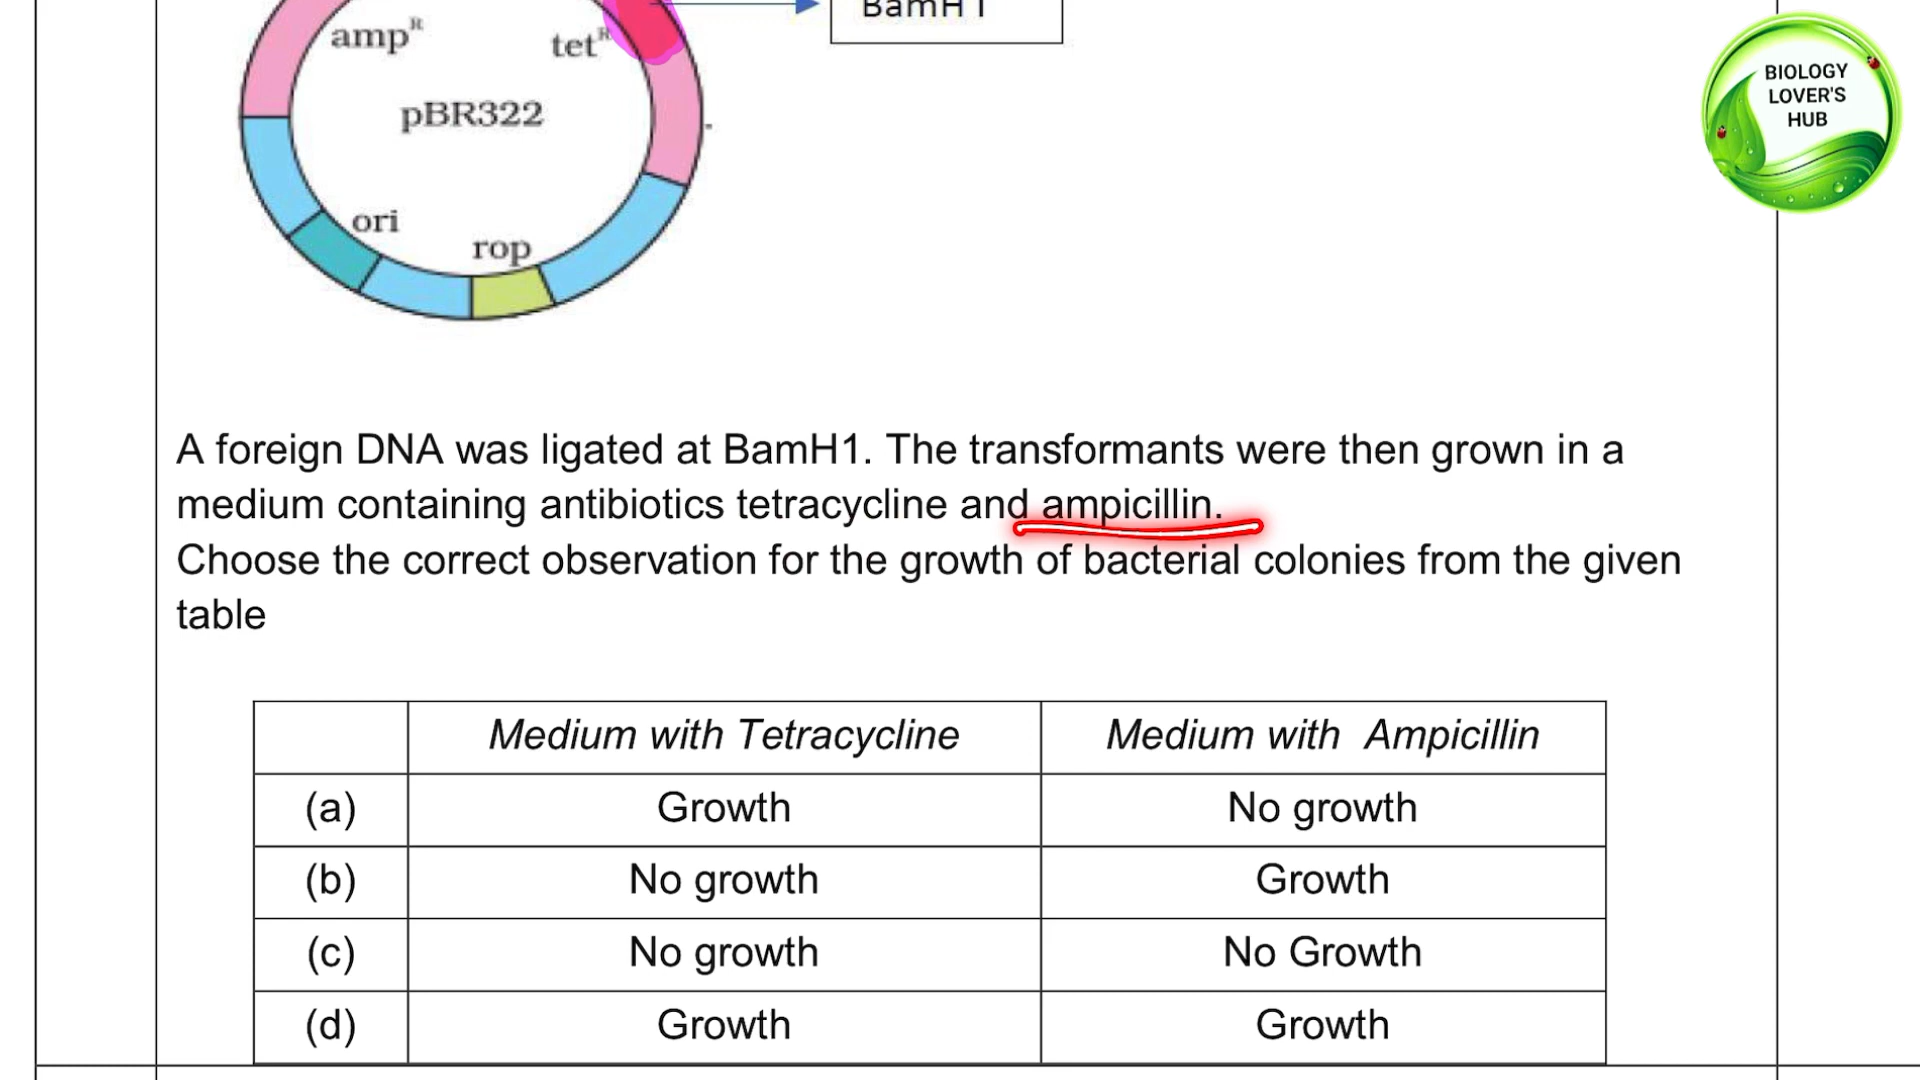 BamH 1
amp^R
tet^R
pBR322
ori
rop
BIOLOGY
LOVER'S
HUB
A foreign DNA was ligated at BamH1. The transformants were then grown in a
medium containing antibiotics tetracycline and ampicillin.
Choose the correct observation for the growth of bacterial colonies from the given
table
Medium with Tetracycline Medium with Ampicillin
(a) Growth No growth
(b) No growth Growth
(c) No growth No Growth
(d) Growth Growth